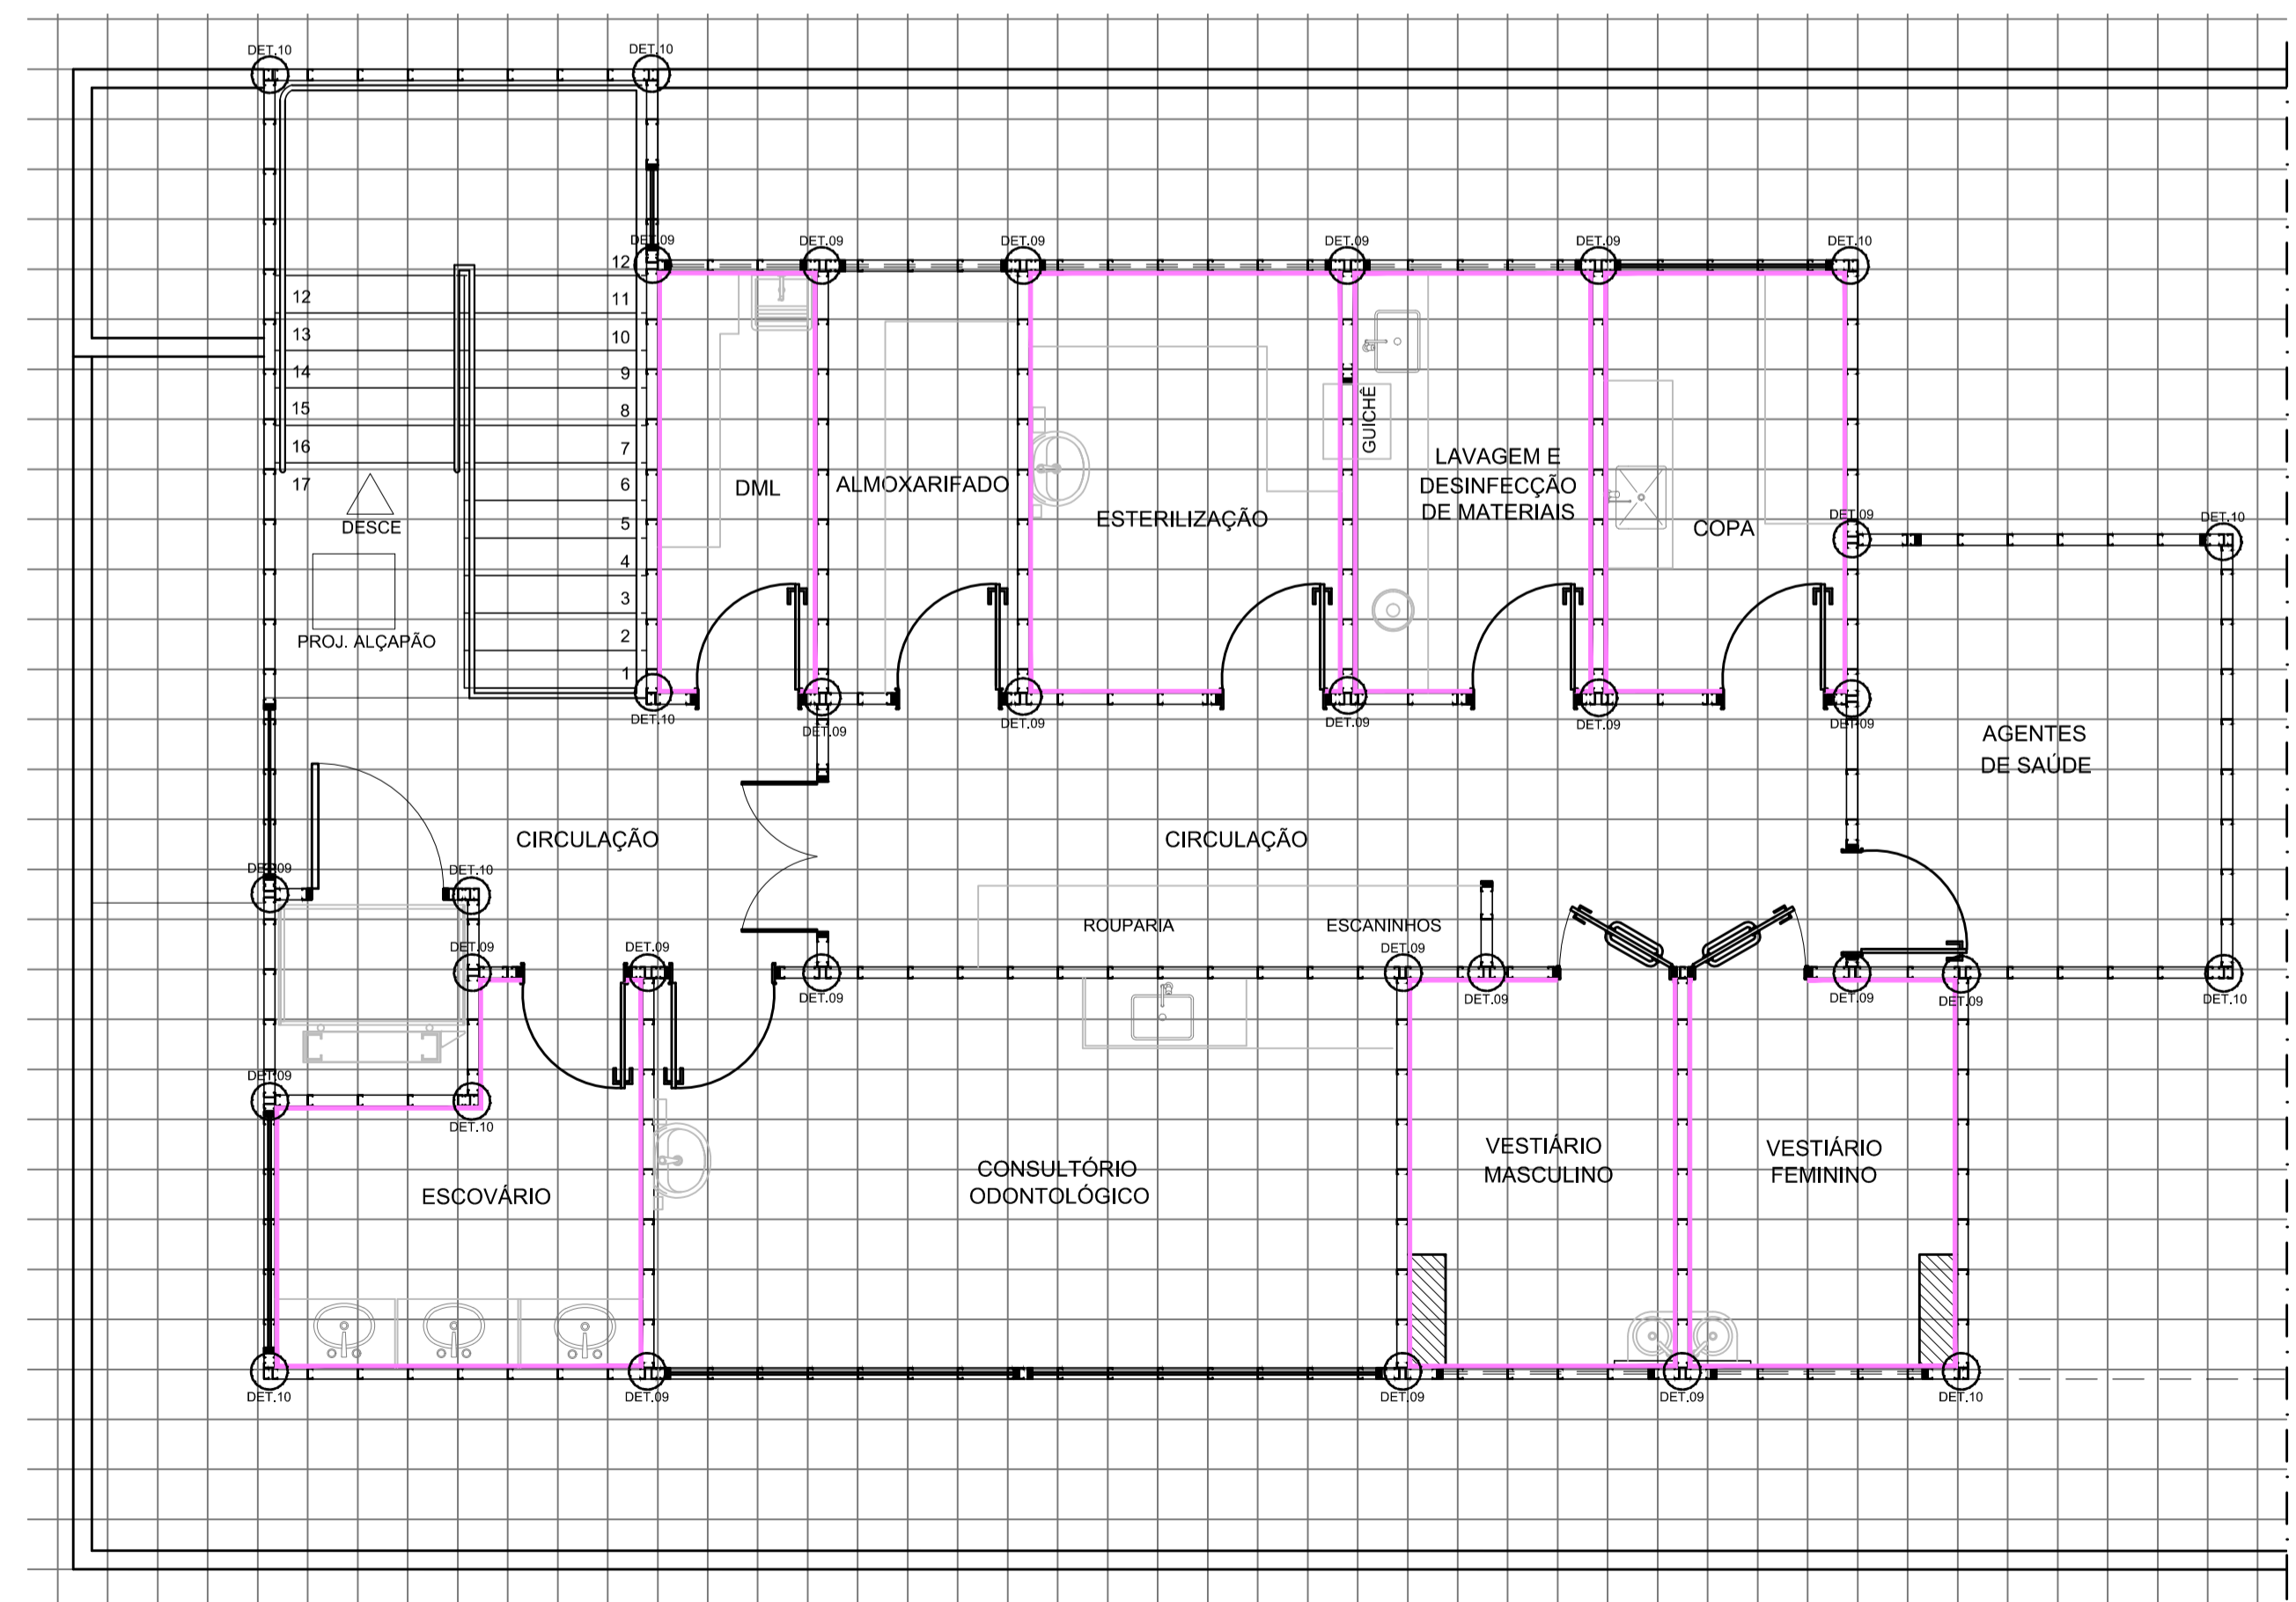 DET.10
DET.10
DET.09
DET.09
DET.09
DET.09
DET.09
DET.10
12
12
11
13
10
14
9
15
8
16
7
17
6
5
4
3
2
1
DESCE
PROJ. ALÇAPÃO
DML
ALMOXARIFADO
ESTERILIZAÇÃO
GUICHÊ
LAVAGEM E
DESINFECÇÃO
DE MATERIAIS
COPA
DET.09
DET.10
DET.10
DET.09
DET.09
DET.09
DET.09
DET.09
AGENTES
DE SAÚDE
CIRCULAÇÃO
CIRCULAÇÃO
DET.09
DET.10
ROUPARIA
ESCANINHOS
DET.09
DET.09
DET.09
DET.09
DET.09
DET.09
DET.09
DET.10
DET.09
DET.10
ESCOVÁRIO
CONSULTÓRIO
ODONTOLÓGICO
VESTIÁRIO
MASCULINO
VESTIÁRIO
FEMININO
DET.10
DET.09
DET.09
DET.09
DET.10